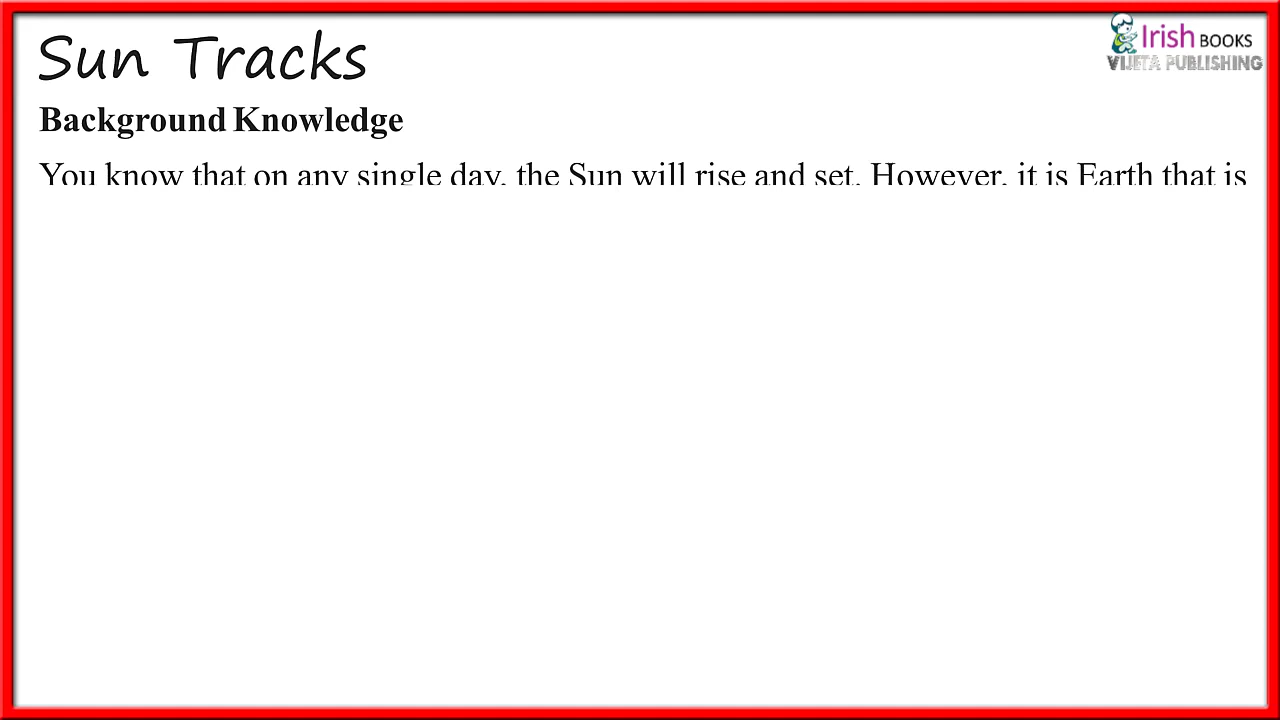 Sun Tracks
Irish BOOKS
VIJETA PUBLISHING
Background Knowledge
You know that on any single day, the Sun will rise and set. However, it is Earth that is